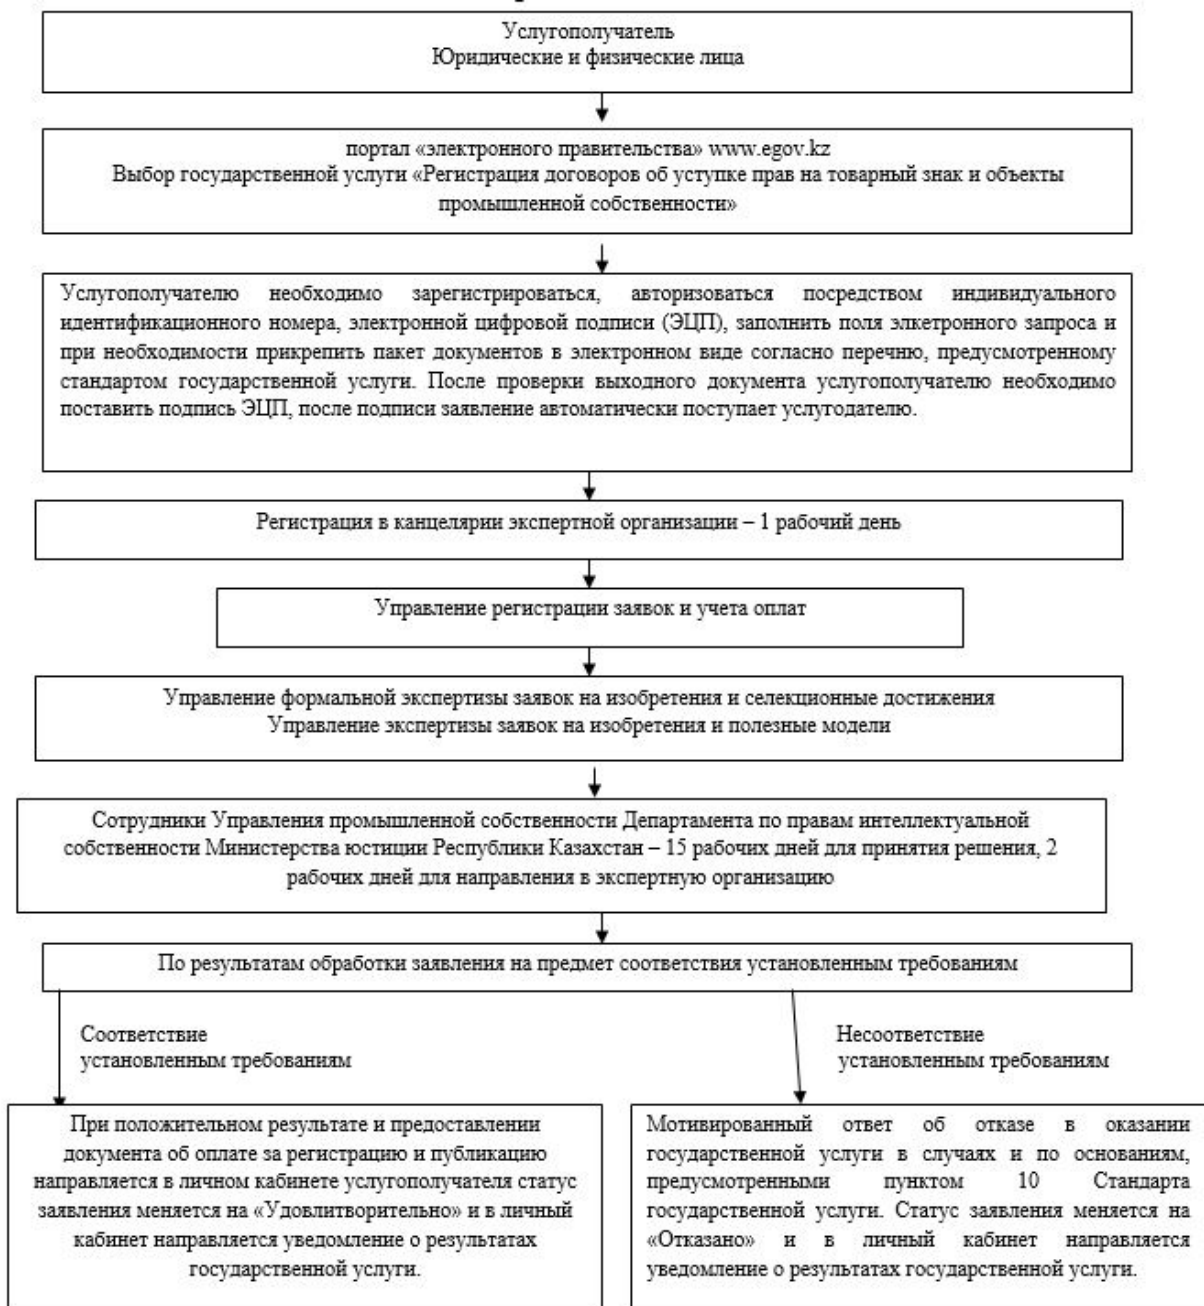 Услугополучатель
Юридические и физические лица
портал «электронного правительства» www.egov.kz
Выбор государственной услуги «Регистрация договоров об уступке прав на товарный знак и объекты
промышленной собственности»
Услугополучателю необходимо зарегистрироваться, авторизоваться посредством индивидуального
идентификационного номера, электронной цифровой подписи (ЭЦП), заполнить поля элкетронного запроса и
при необходимости прикрепить пакет документов в электронном виде согласно перечню, предусмотренному
стандартом государственной услуги. После проверки выходного документа услугополучателю необходимо
поставить подпись ЭЦП, после подписи заявление автоматически поступает услугодателю.
Регистрация в канцелярии экспертной организации – 1 рабочий день
Управление регистрации заявок и учета оплат
Управление формальной экспертизы заявок на изобретения и селекционные достижения
Управление экспертизы заявок на изобретения и полезные модели
Сотрудники Управления промышленной собственности Департамента по правам интеллектуальной
собственности Министерства юстиции Республики Казахстан – 15 рабочих дней для принятия решения, 2
рабочих дней для направления в экспертную организацию
По результатам обработки заявления на предмет соответствия установленным требованиям
Соответствие
установленным требованиям
Несоответствие
установленным требованиям
При положительном результате и предоставлении
документа об оплате за регистрацию и публикацию
направляется в личном кабинете услугополучателя статус
заявления меняется на «Удовлитворительно» и в личный
кабинет направляется уведомление о результатах
государственной услуги.
Мотивированный ответ об отказе в оказании
государственной услуги в случаях и по основаниям,
предусмотренными пунктом 10 Стандарта
государственной услуги. Статус заявления меняется на
«Отказано» и в личный кабинет направляется
уведомление о результатах государственной услуги.